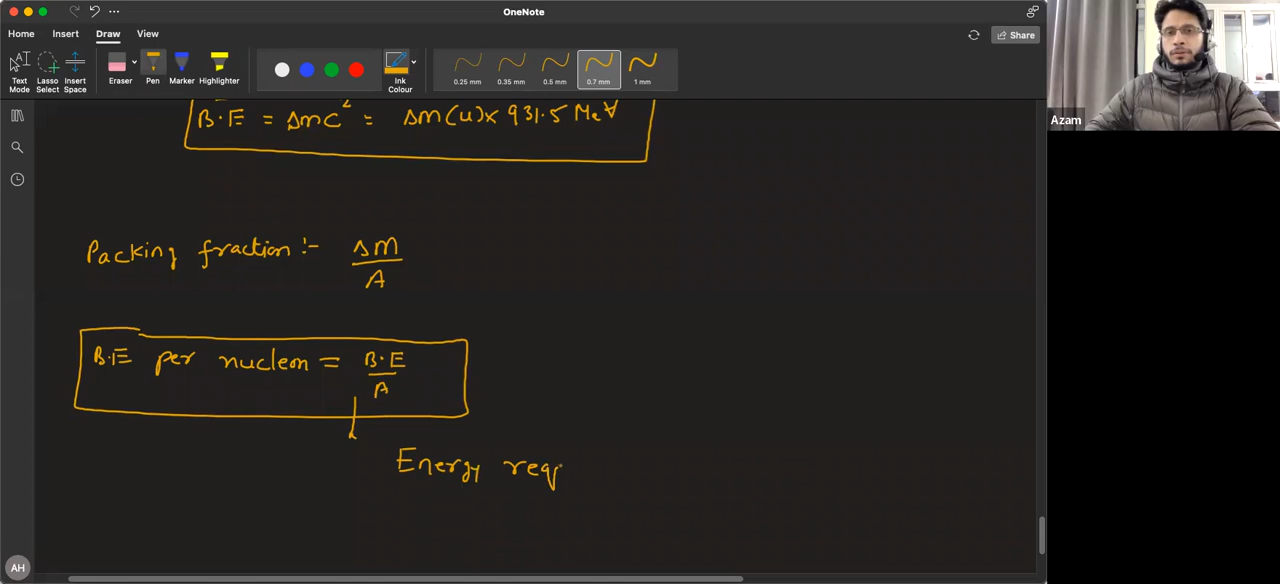 OneNote
Home Insert Draw View
Share
Text Mode
Lasso Select
Insert Space
Eraser
Pen
Marker
Highlighter
Ink Colour
0.25 mm
0.35 mm
0.5 mm
0.7 mm
1 mm
Azam
B.E = Δmc² = Δm(u)x 931.5 MeV
Packing fraction :- ΔM/A
B.E per nucleon = B.E/A
Energy req
AH